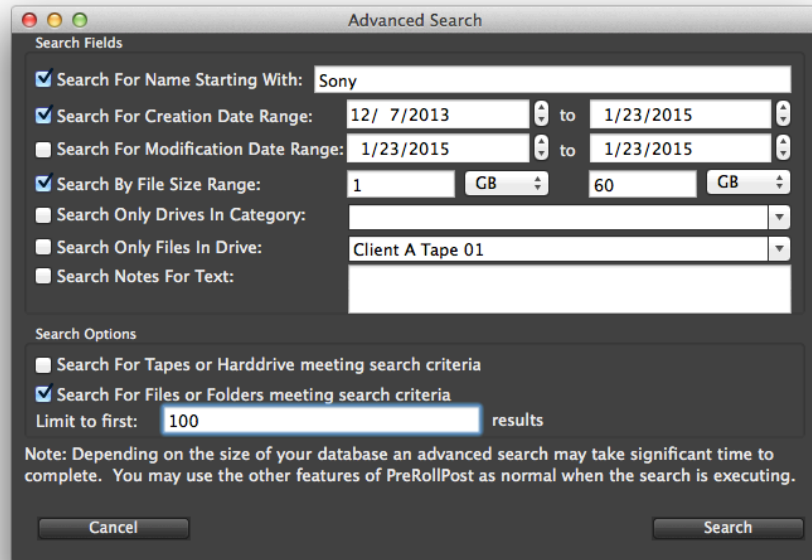 Advanced Search
Search Fields
Search For Name Starting With: Sony
Search For Creation Date Range: 12/ 7/2013 to 1/23/2015
Search For Modification Date Range: 1/23/2015 to 1/23/2015
Search By File Size Range: 1 GB 60 GB
Search Only Drives In Category:
Search Only Files In Drive: Client A Tape 01
Search Notes For Text:
Search Options
Search For Tapes or Harddrive meeting search criteria
Search For Files or Folders meeting search criteria
Limit to first: 100 results
Note: Depending on the size of your database an advanced search may take significant time to
complete. You may use the other features of PreRollPost as normal when the search is executing.
Cancel Search